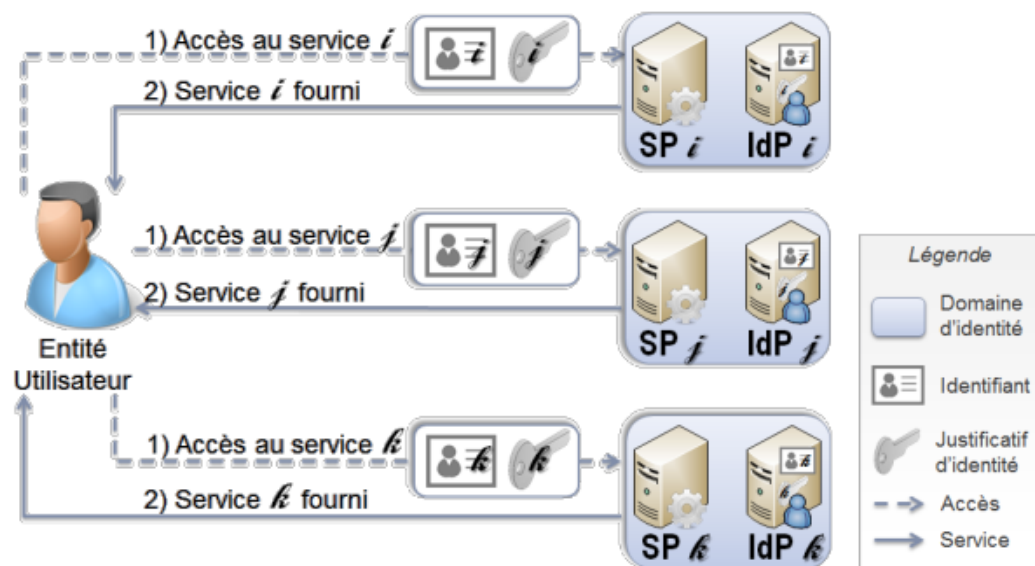 1) Accès au service i
i i i
2) Service i fourni
i
SP i IdP i
1) Accès au service j
j j j
2) Service j fourni
j
SP j IdP j
Entité
Utilisateur
1) Accès au service k
k k k
2) Service k fourni
k
SP k IdP k
Légende
Domaine
d'identité
Identifiant
Justificatif
d'identité
Accès
Service